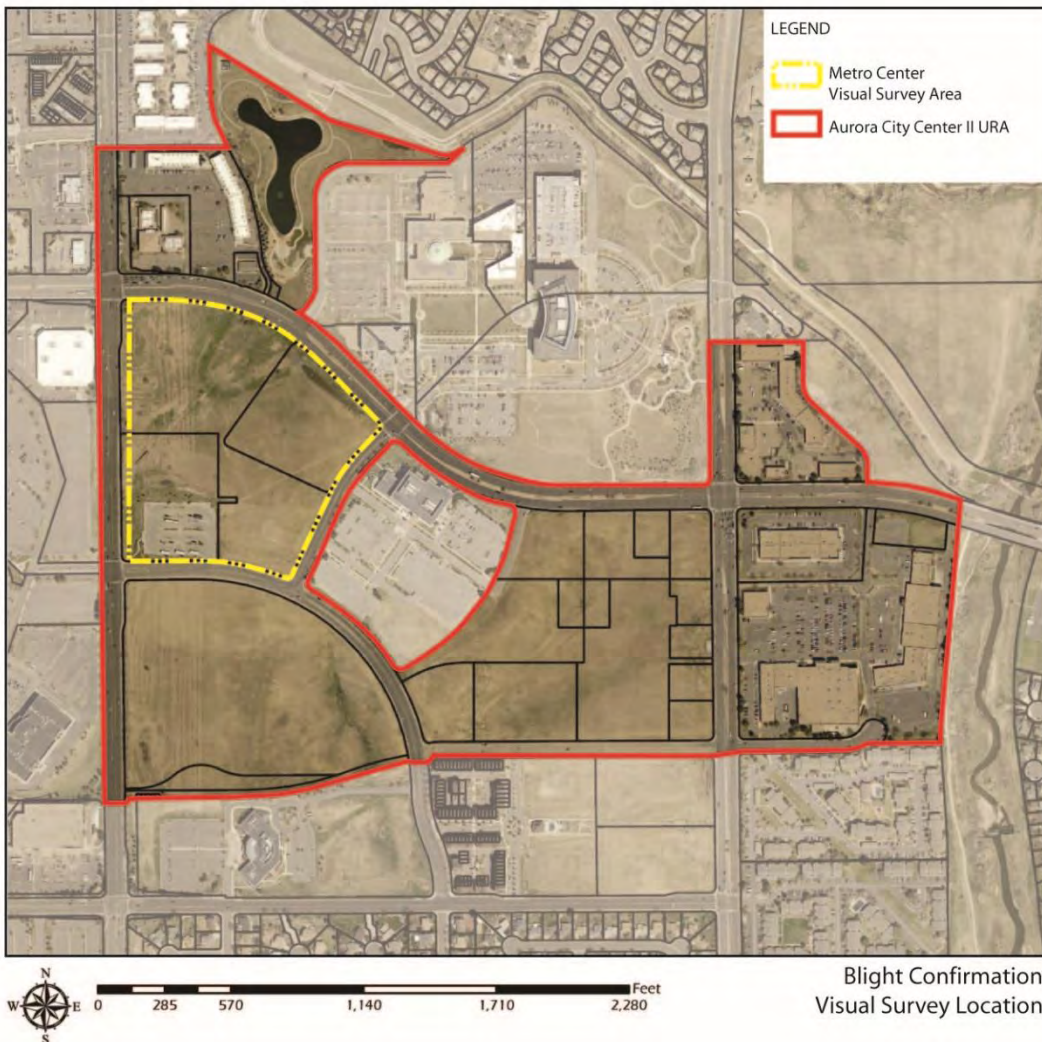 LEGEND
Metro Center
Visual Survey Area
Aurora City Center II URA
N
W E
S
Feet
0 285 570 1,140 1,710 2,280
Blight Confirmation
Visual Survey Location